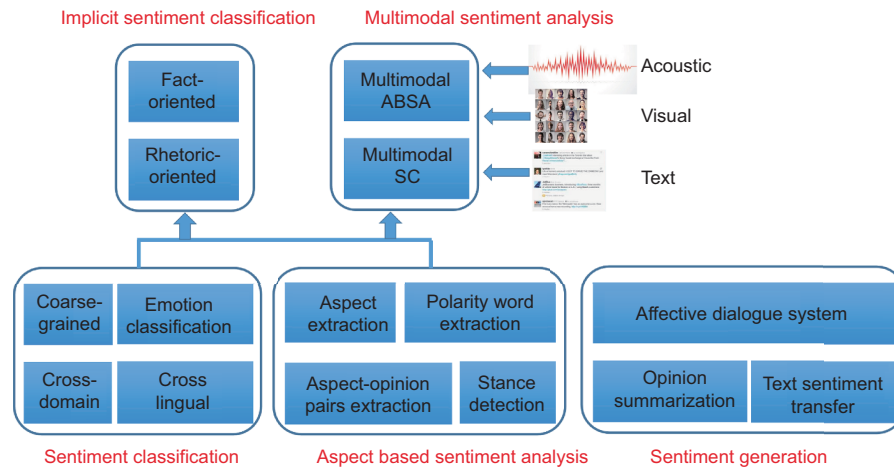 Implicit sentiment classification
Multimodal sentiment analysis
Fact-
oriented
Rhetoric-
oriented
Multimodal
ABSA
Multimodal
SC
Acoustic
Visual
Text
Coarse-
grained
Emotion
classification
Cross-
domain
Cross
lingual
Aspect
extraction
Polarity word
extraction
Aspect-opinion
pairs extraction
Stance
detection
Affective dialogue system
Opinion
summarization
Text sentiment
transfer
Sentiment classification
Aspect based sentiment analysis
Sentiment generation